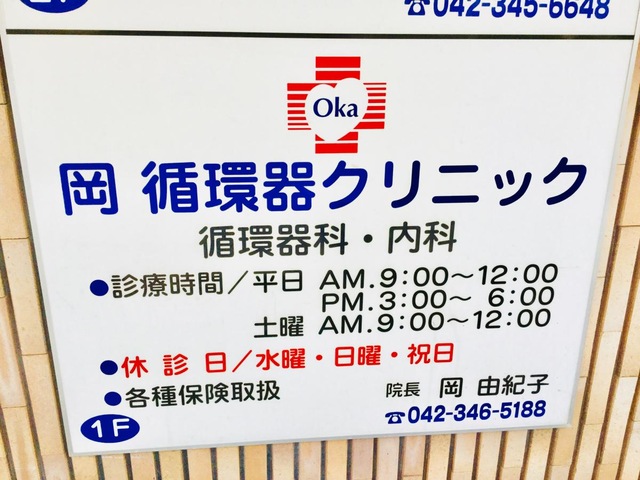 ☎042-345-6648
Oka
岡 循環器クリニック
循環器科・内科
●診療時間／平日 AM.9:00～12:00
PM.3:00～ 6:00
土曜 AM.9:00～12:00
●休診日／水曜・日曜・祝日
●各種保険取扱
院長 岡 由紀子
1F
☎042-346-5188